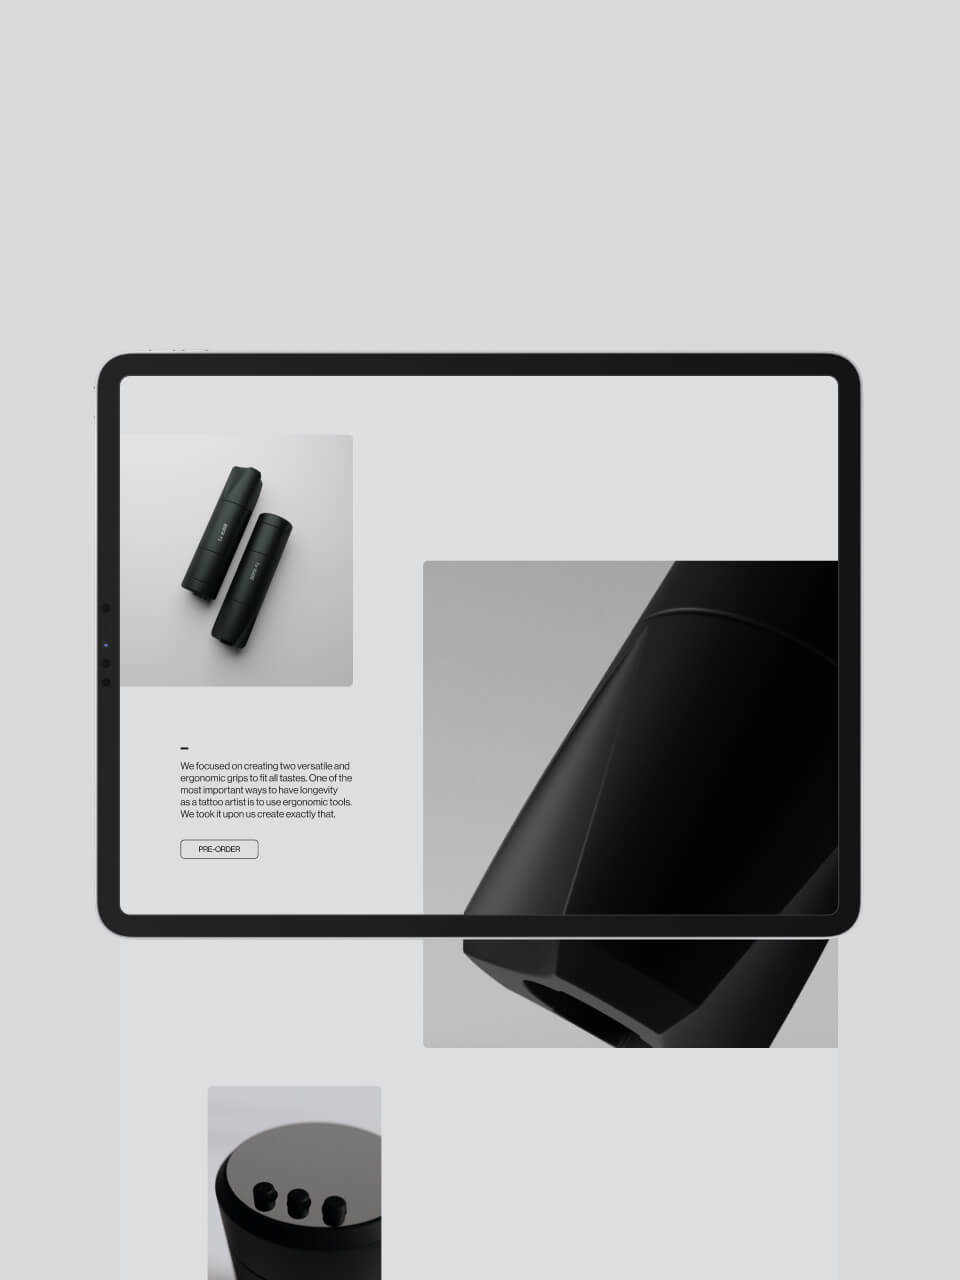 We focused on creating two versatile and
ergonomic grips to fit all tastes. One of the
most important ways to have longevity
as a tattoo artist is to use ergonomic tools.
We took it upon us create exactly that.
PRE-ORDER